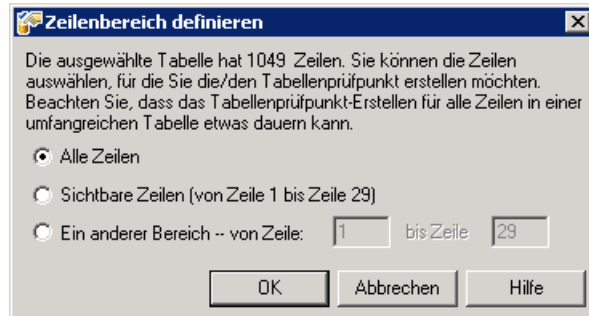 Zeilenbereich definieren
Die ausgewählte Tabelle hat 1049 Zeilen. Sie können die Zeilen
auswählen, für die Sie die/den Tabellenprüfpunkt erstellen möchten.
Beachten Sie, dass das Tabellenprüfpunkt-Erstellen für alle Zeilen in einer
umfangreichen Tabelle etwas dauern kann.
Alle Zeilen
Sichtbare Zeilen (von Zeile 1 bis Zeile 29)
Ein anderer Bereich -- von Zeile: 1 bis Zeile 29
OK Abbrechen Hilfe